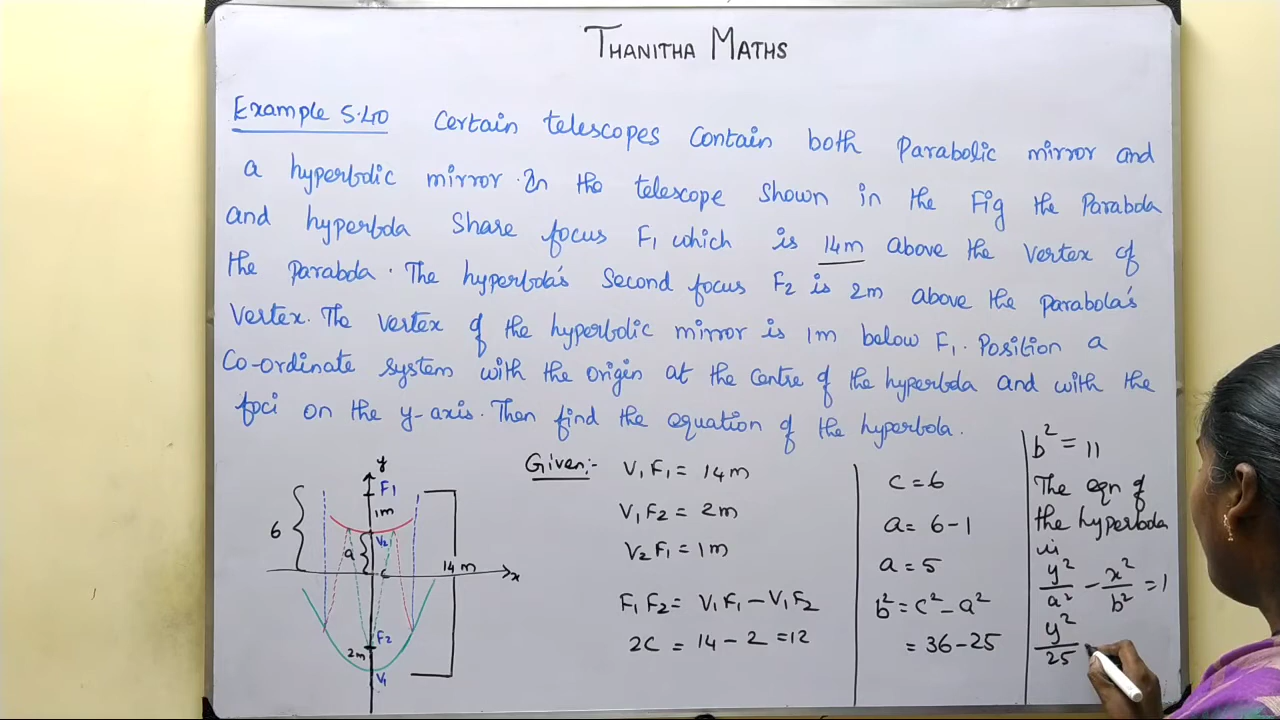 THANITHA MATHS
Example 5.40 Certain telescopes contain both Parabolic mirror and
a hyperbolic mirror. In the telescope shown in the Fig the Parabola
and hyperbola Share focus F₁ which is 14m above the vertex of
the parabola. The hyperbola's Second focus F₂ is 2m above the parabola's
Vertex. The vertex of the hyperbolic mirror is 1m below F₁. Position a
Co-ordinate system with the origin at the centre of the hyperbola and with the
foci on the y-axis. Then find the equation of the hyperbola.
y
F1
1m
6
V₂
a
C
14 m
x
F₂
2m
V₁
Given:-
V₁F₁ = 14m
V₁F₂ = 2m
V₂F₁ = 1m
F₁F₂ = V₁F₁ - V₁F₂
2C = 14 - 2 = 12
c = 6
a = 6-1
a = 5
b² = c² - a²
= 36-25
b² = 11
The eqn of
the hyperbola
is
y²/a² - x²/b² = 1
y²/25